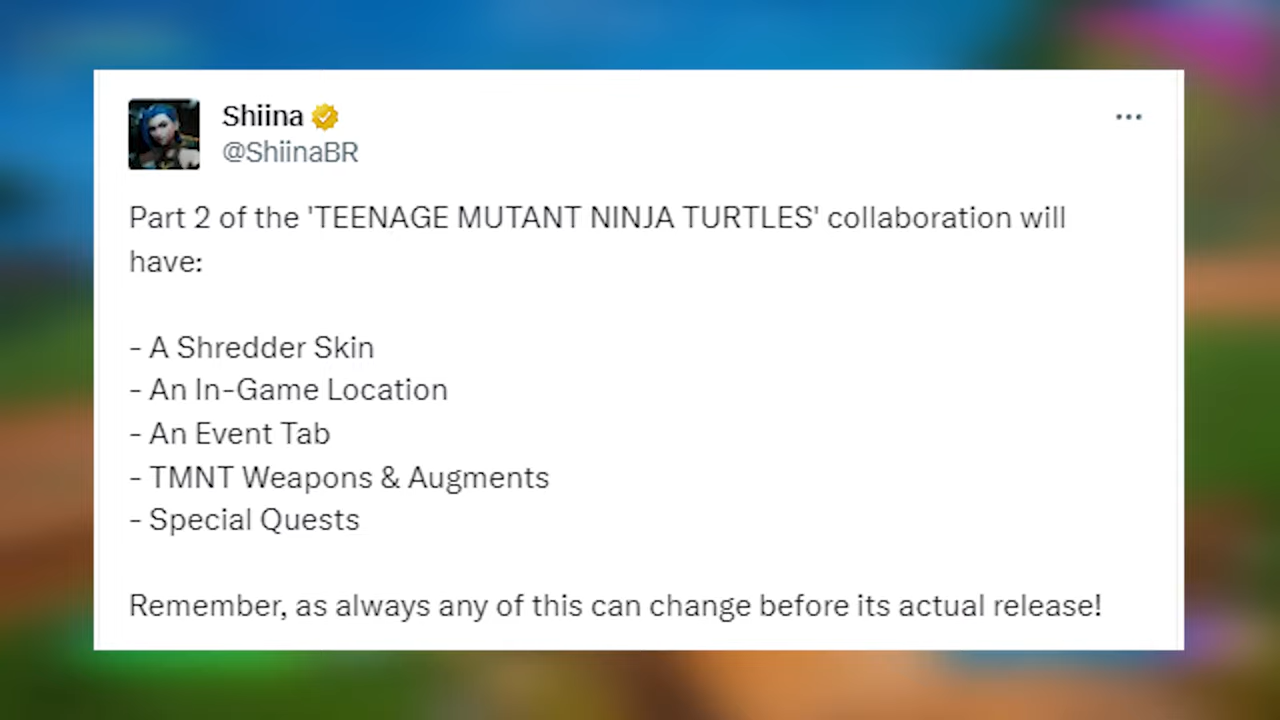 Shiina
@ShiinaBR
Part 2 of the 'TEENAGE MUTANT NINJA TURTLES' collaboration will
have:
- A Shredder Skin
- An In-Game Location
- An Event Tab
- TMNT Weapons & Augments
- Special Quests
Remember, as always any of this can change before its actual release!